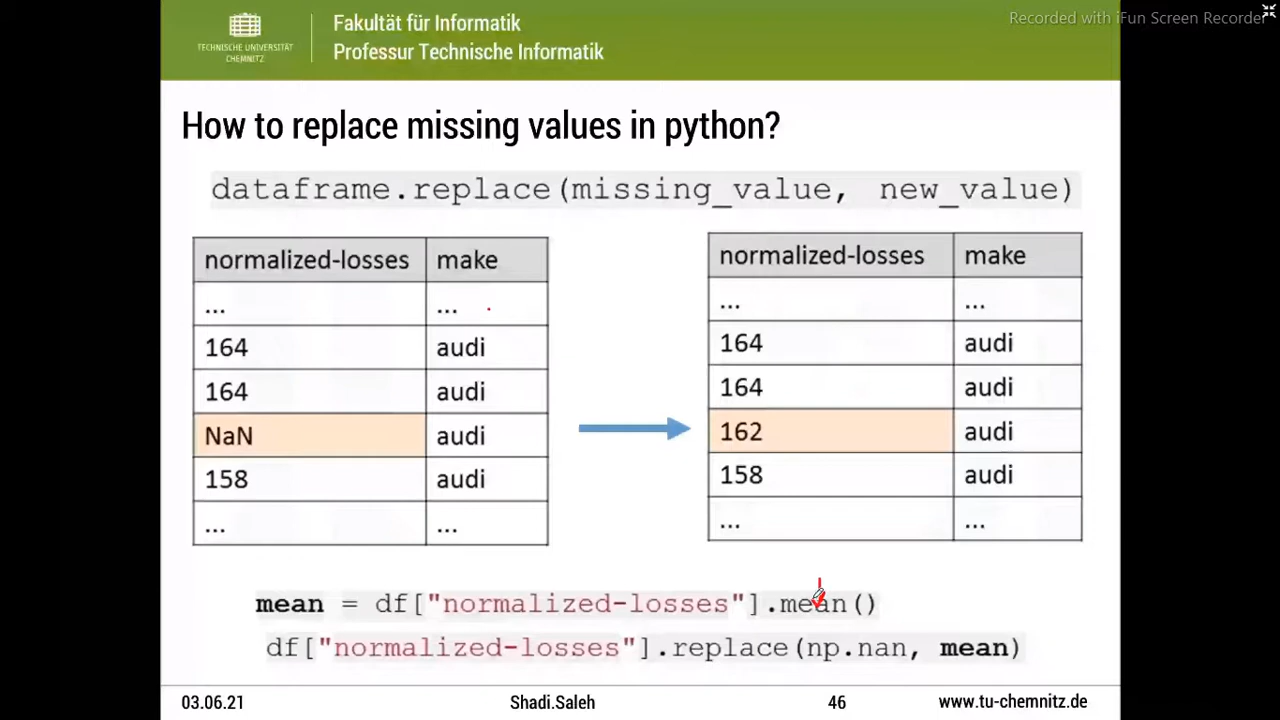 Recorded with iFun Screen Recorder
TECHNISCHE UNIVERSITÄT
CHEMNITZ
Fakultät für Informatik
Professur Technische Informatik
How to replace missing values in python?
dataframe.replace(missing_value, new_value)
normalized-losses make
... ...
164 audi
164 audi
NaN audi
158 audi
... ...
normalized-losses make
... ...
164 audi
164 audi
162 audi
158 audi
... ...
mean = df["normalized-losses"].mean()
df["normalized-losses"].replace(np.nan, mean)
03.06.21 Shadi.Saleh 46 www.tu-chemnitz.de